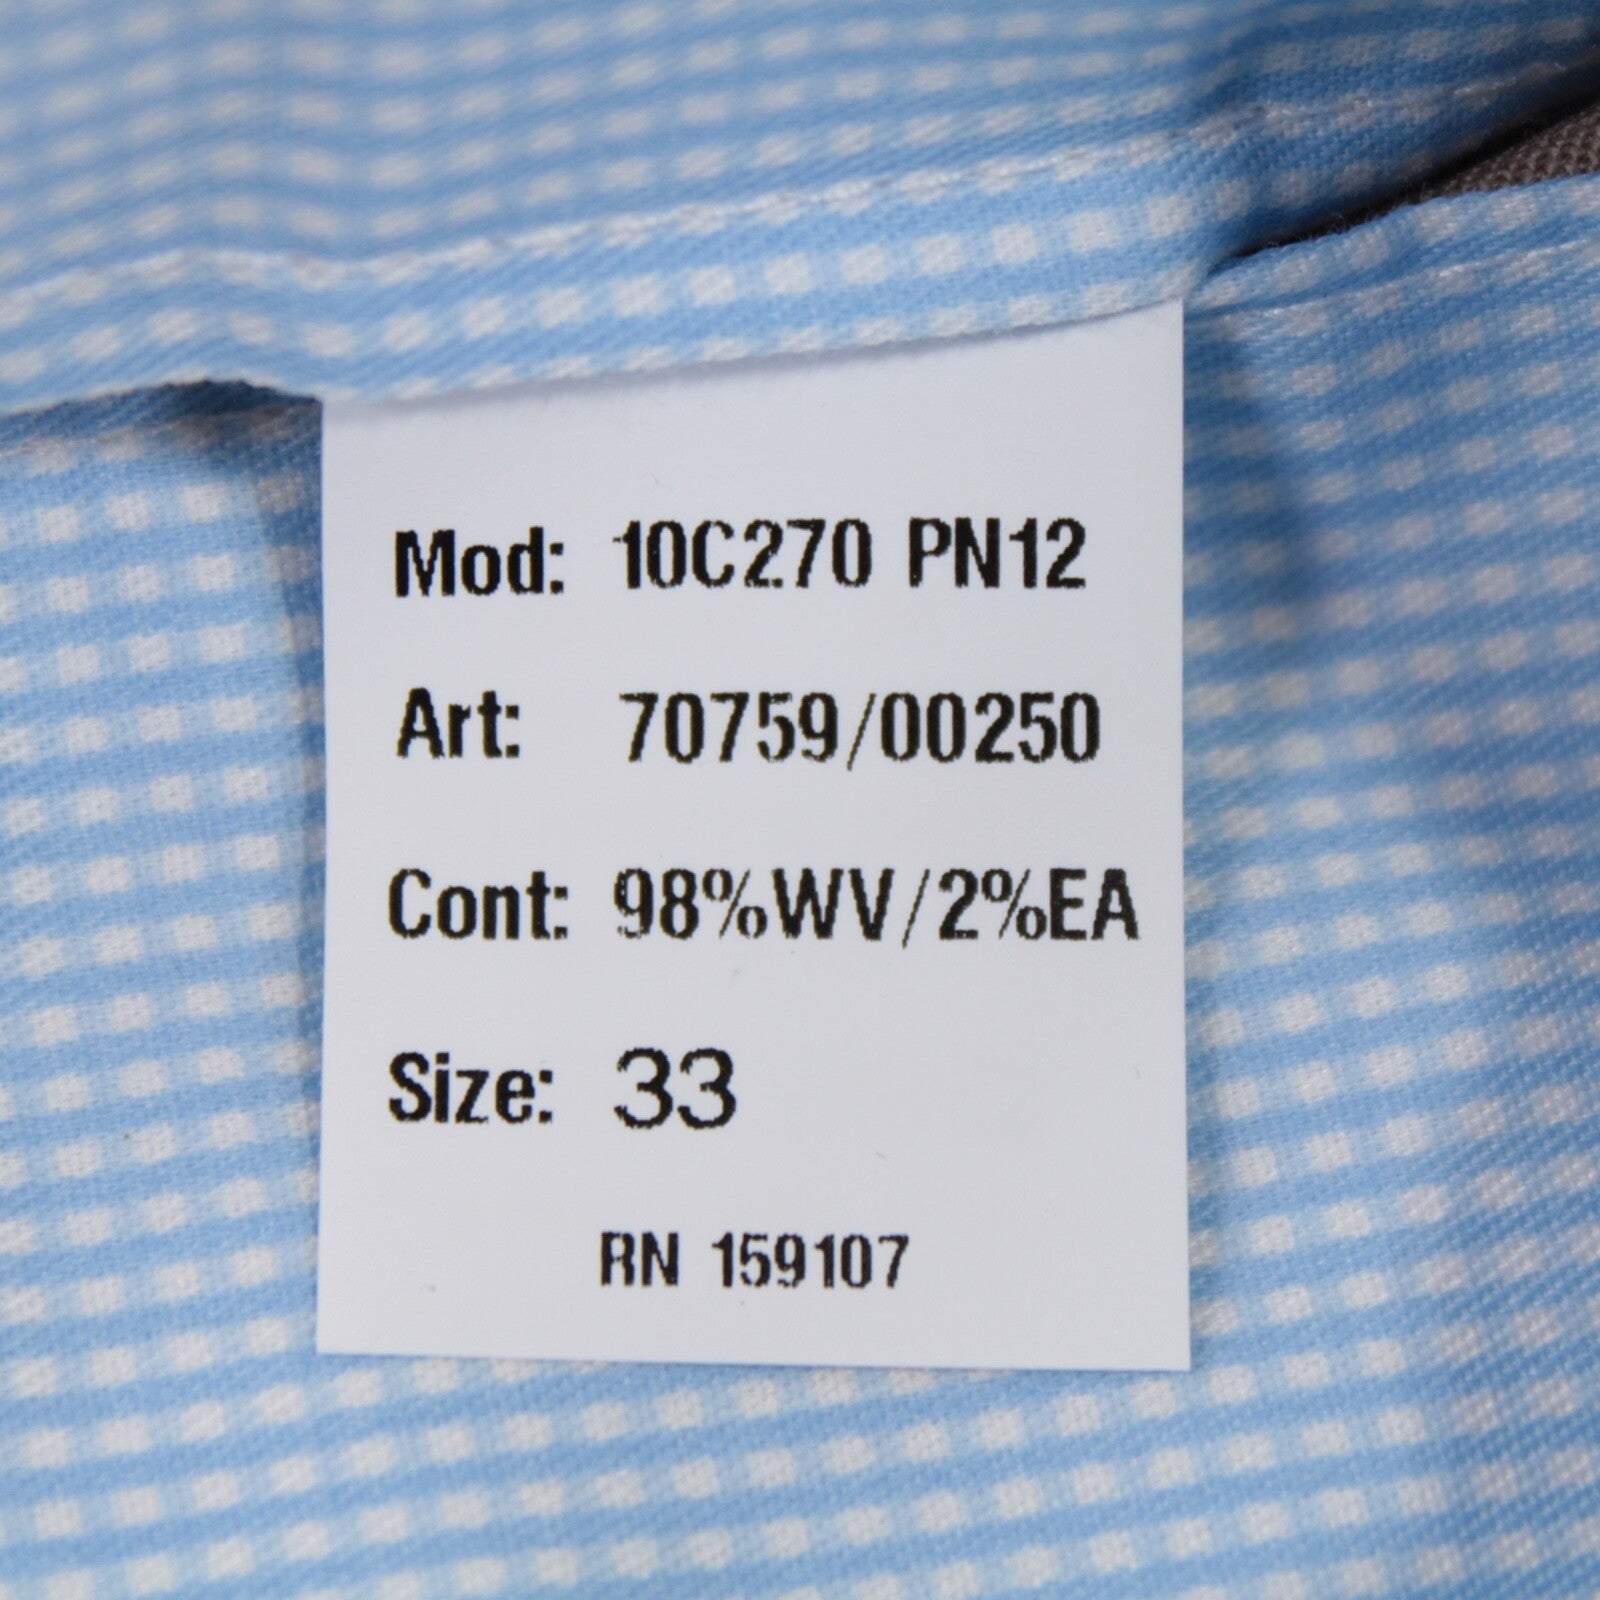 Mod: 10C270 PN12
Art: 70759/00250
Cont: 98%WV/2%EA
Size: 33
RN 159107